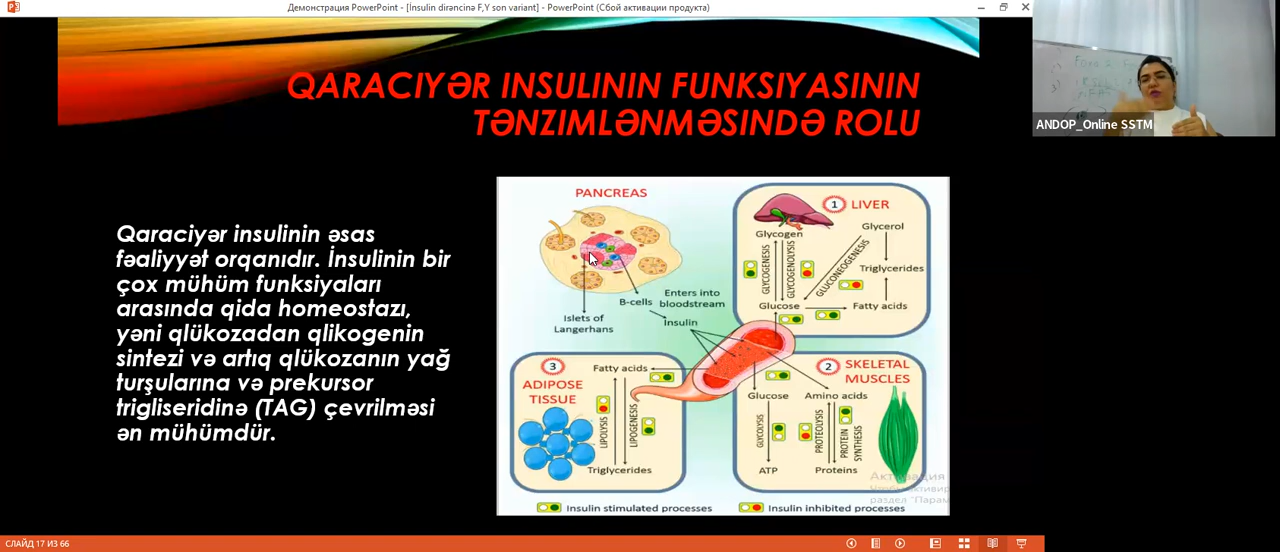 Демонстрация PowerPoint - [İnsulin dirəncinə F,Y son variant] - PowerPoint (Сбой активации продукта)
QARACIYƏR INSULININ FUNKSIYASININ
TƏNZIMLƏNMƏSINDƏ ROLU
ANDOP_Online SSTM
Qaraciyər insulinin əsas
fəaliyyət orqanıdır. İnsulinin bir
çox mühüm funksiyaları
arasında qida homeostazı,
yəni qlükozadan qlikogenin
sintezi və artıq qlükozanın yağ
turşularına və prekursor
trigliseridinə (TAG) çevrilməsi
ən mühümdür.
PANCREAS
B-cells
Enters into
bloodstream
Islets of
Langerhans
Insulin
1 LIVER
Glycogen
Glycerol
GLYCOGENESIS
GLYCOGENOLYSIS
GLUCONEOGENESIS
Triglycerides
Glucose
Fatty acids
3
ADIPOSE
TISSUE
Fatty acids
LIPOLYSIS
LIPOGENESIS
Triglycerides
2 SKELETAL
MUSCLES
Glucose
Amino acids
GLYCOLYSIS
PROTEOLYSIS
PROTEIN
SYNTHESIS
ATP
Proteins
Insulin stimulated processes
Insulin inhibited processes
Активация
раздел "Парам
СЛАЙД 17 ИЗ 66